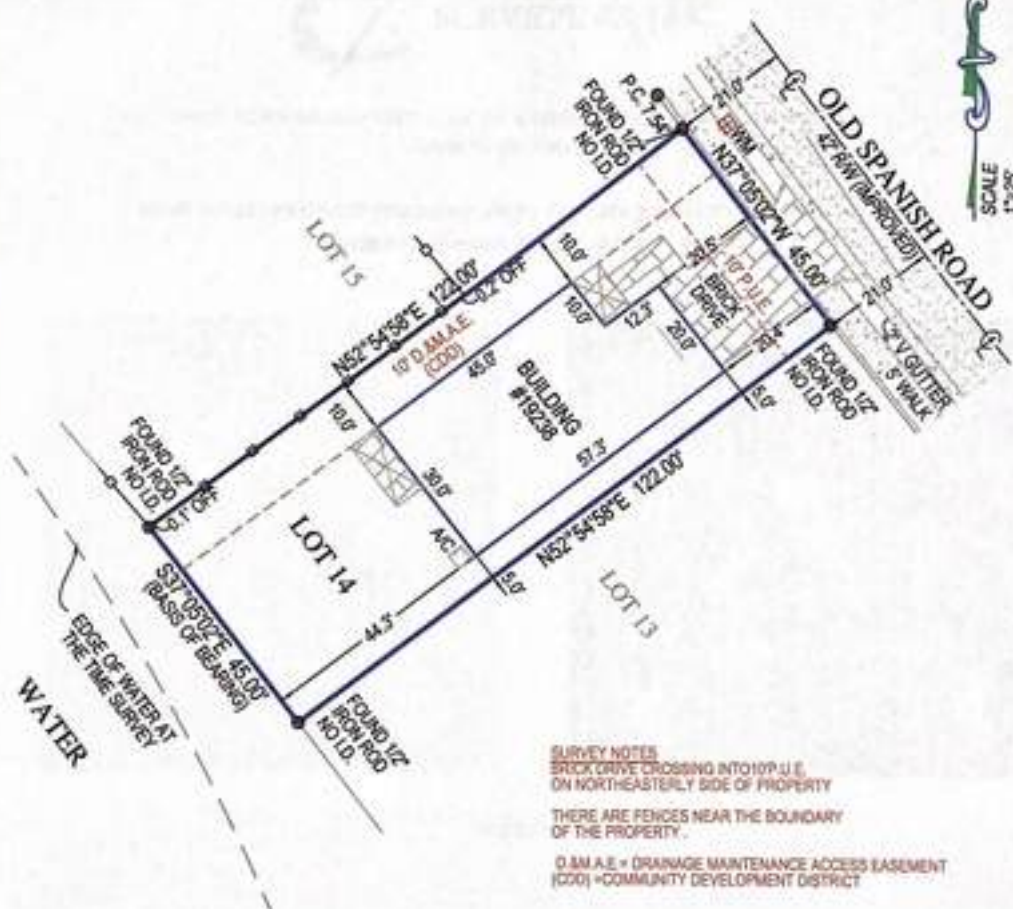 P.C. 7.54'
FOUND 1/2"
IRON ROD
NO I.D.
21.0'
WM
OLD SPANISH ROAD
42' R/W (IMPROVED)
SCALE
N37°05'02"W 45.00'
LOT 15
N52°54'58"E 122.00'
0.2' OFF
10' D.&M.A.E.
(CDD)
10.0'
10.0'
12.3'
10' P.U.E.
BRICK
DRIVE
20.0'
21.0'
2' V GUTTER
5' WALK
FOUND 1/2"
IRON ROD
NO I.D.
5.0'
45.0'
BUILDING
#19236
57.3'
N52°54'58"E 122.00'
10.0'
30.0'
A/C
5.0'
LOT 13
FOUND 1/2"
IRON ROD
NO I.D.
0.1' OFF
LOT 14
44.3'
S37°05'02"E 45.00'
(BASIS OF BEARING)
EDGE OF WATER AT
THE TIME SURVEY
WATER
FOUND 1/2"
IRON ROD
NO I.D.
SURVEY NOTES
BRICK DRIVE CROSSING INTO10'P.U.E.
ON NORTHEASTERLY SIDE OF PROPERTY
THERE ARE FENCES NEAR THE BOUNDARY
OF THE PROPERTY.
D.&M.A.E.= DRAINAGE MAINTENANCE ACCESS EASEMENT
(CDD) =COMMUNITY DEVELOPMENT DISTRICT